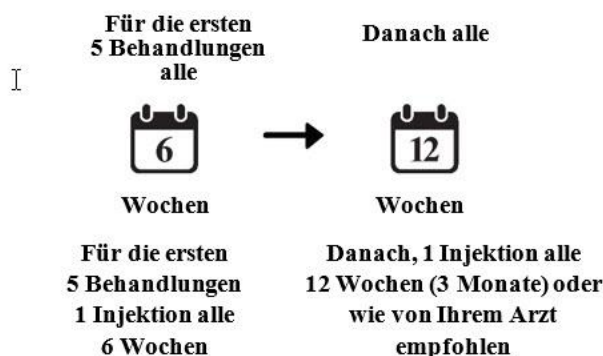 Für die ersten
5 Behandlungen
alle
6
Wochen
Für die ersten
5 Behandlungen
1 Injektion alle
6 Wochen
Danach alle
12
Wochen
Danach, 1 Injektion alle
12 Wochen (3 Monate) oder
wie von Ihrem Arzt
empfohlen